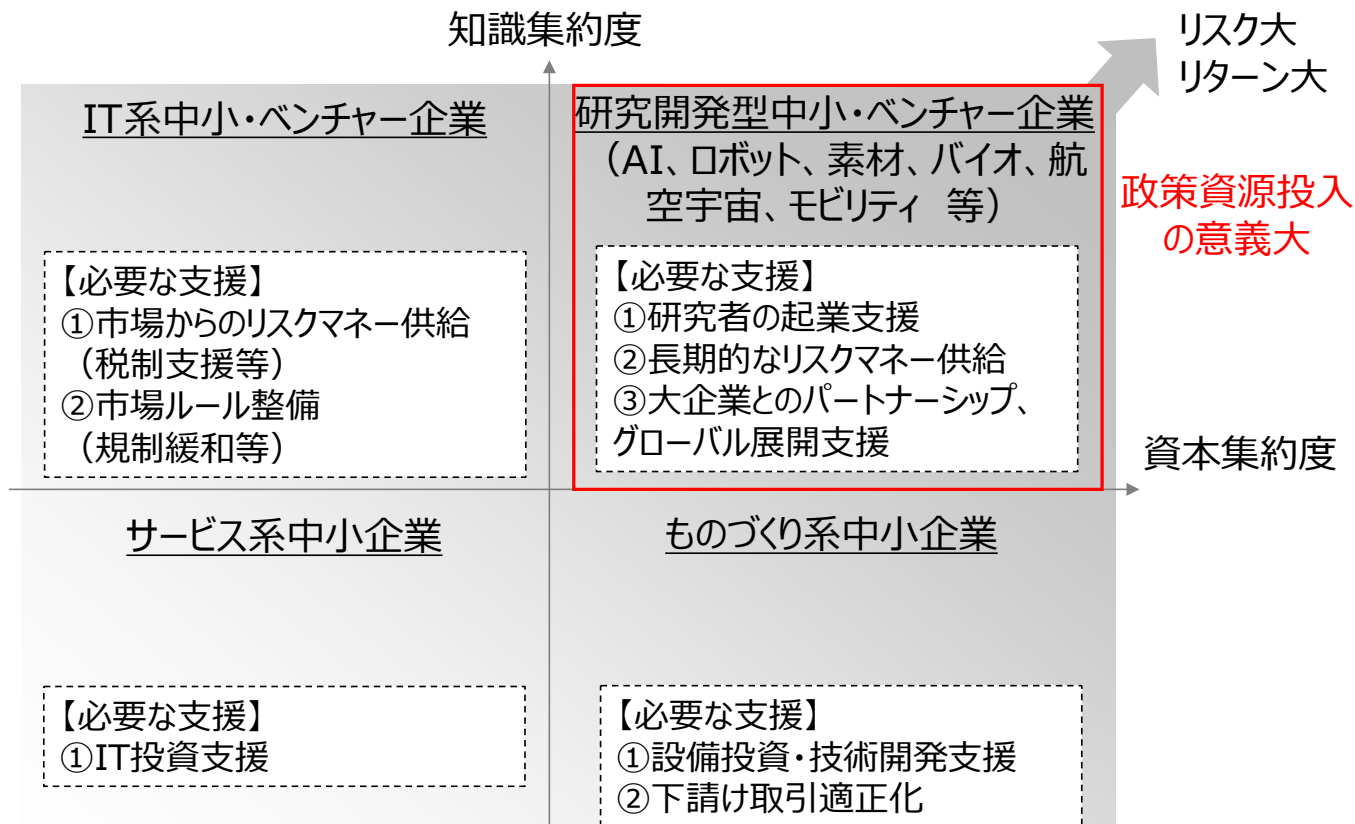 知識集約度
リスク大
リターン大
IT系中小・ベンチャー企業
研究開発型中小・ベンチャー企業
（AI、ロボット、素材、バイオ、航
空宇宙、モビリティ　等）
政策資源投入
の意義大
【必要な支援】
①市場からのリスクマネー供給
（税制支援等）
②市場ルール整備
（規制緩和等）
【必要な支援】
①研究者の起業支援
②長期的なリスクマネー供給
③大企業とのパートナーシップ、
グローバル展開支援
資本集約度
サービス系中小企業
ものづくり系中小企業
【必要な支援】
①IT投資支援
【必要な支援】
①設備投資・技術開発支援
②下請け取引適正化